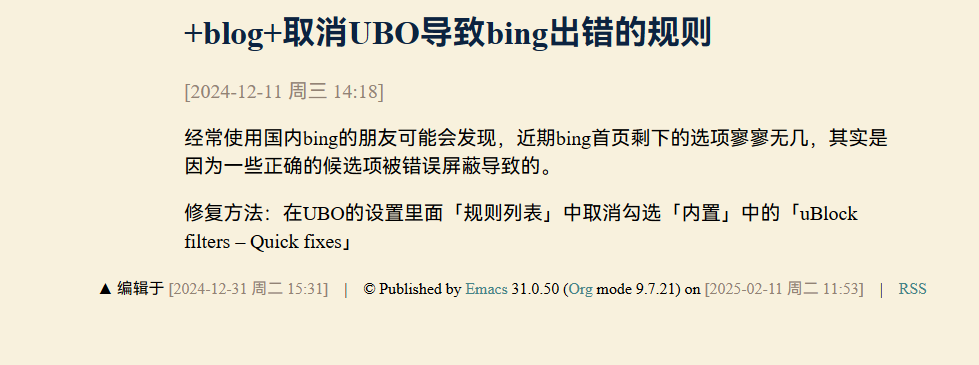 +blog+取消UBO导致bing出错的规则
[2024-12-11 周三 14:18]
经常使用国内bing的朋友可能会发现，近期bing首页剩下的选项寥寥无几，其实是
因为一些正确的候选项被错误屏蔽导致的。
修复方法：在UBO的设置里面「规则列表」中取消勾选「内置」中的「uBlock
filters – Quick fixes」
▲ 编辑于 [2024-12-31 周二 15:31] | © Published by Emacs 31.0.50 (Org mode 9.7.21) on [2025-02-11 周二 11:53] | RSS